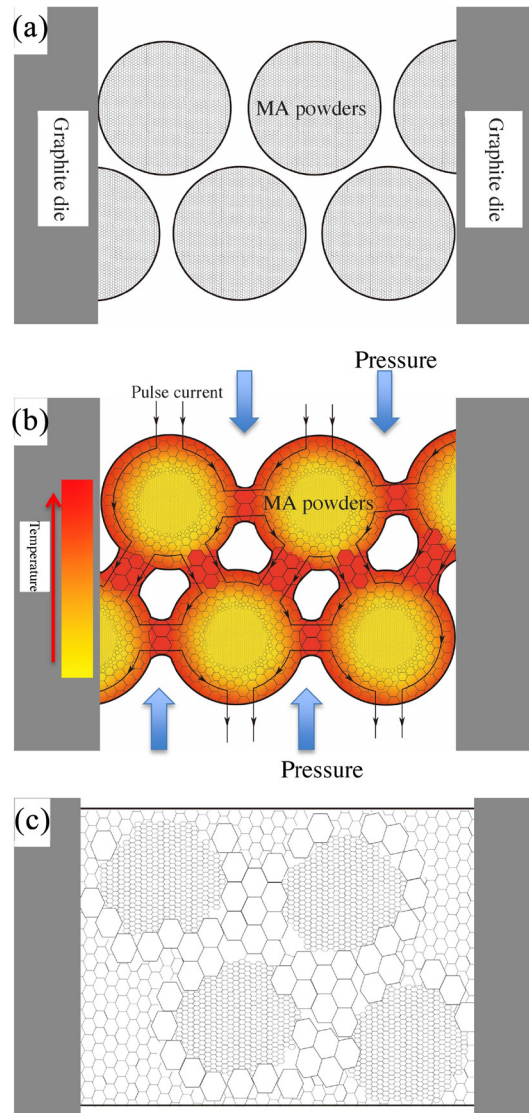 (a)
MA powders
Graphite die
Graphite die
Pressure
Pulse current
(b)
MA powders
Temperature
Pressure
(c)